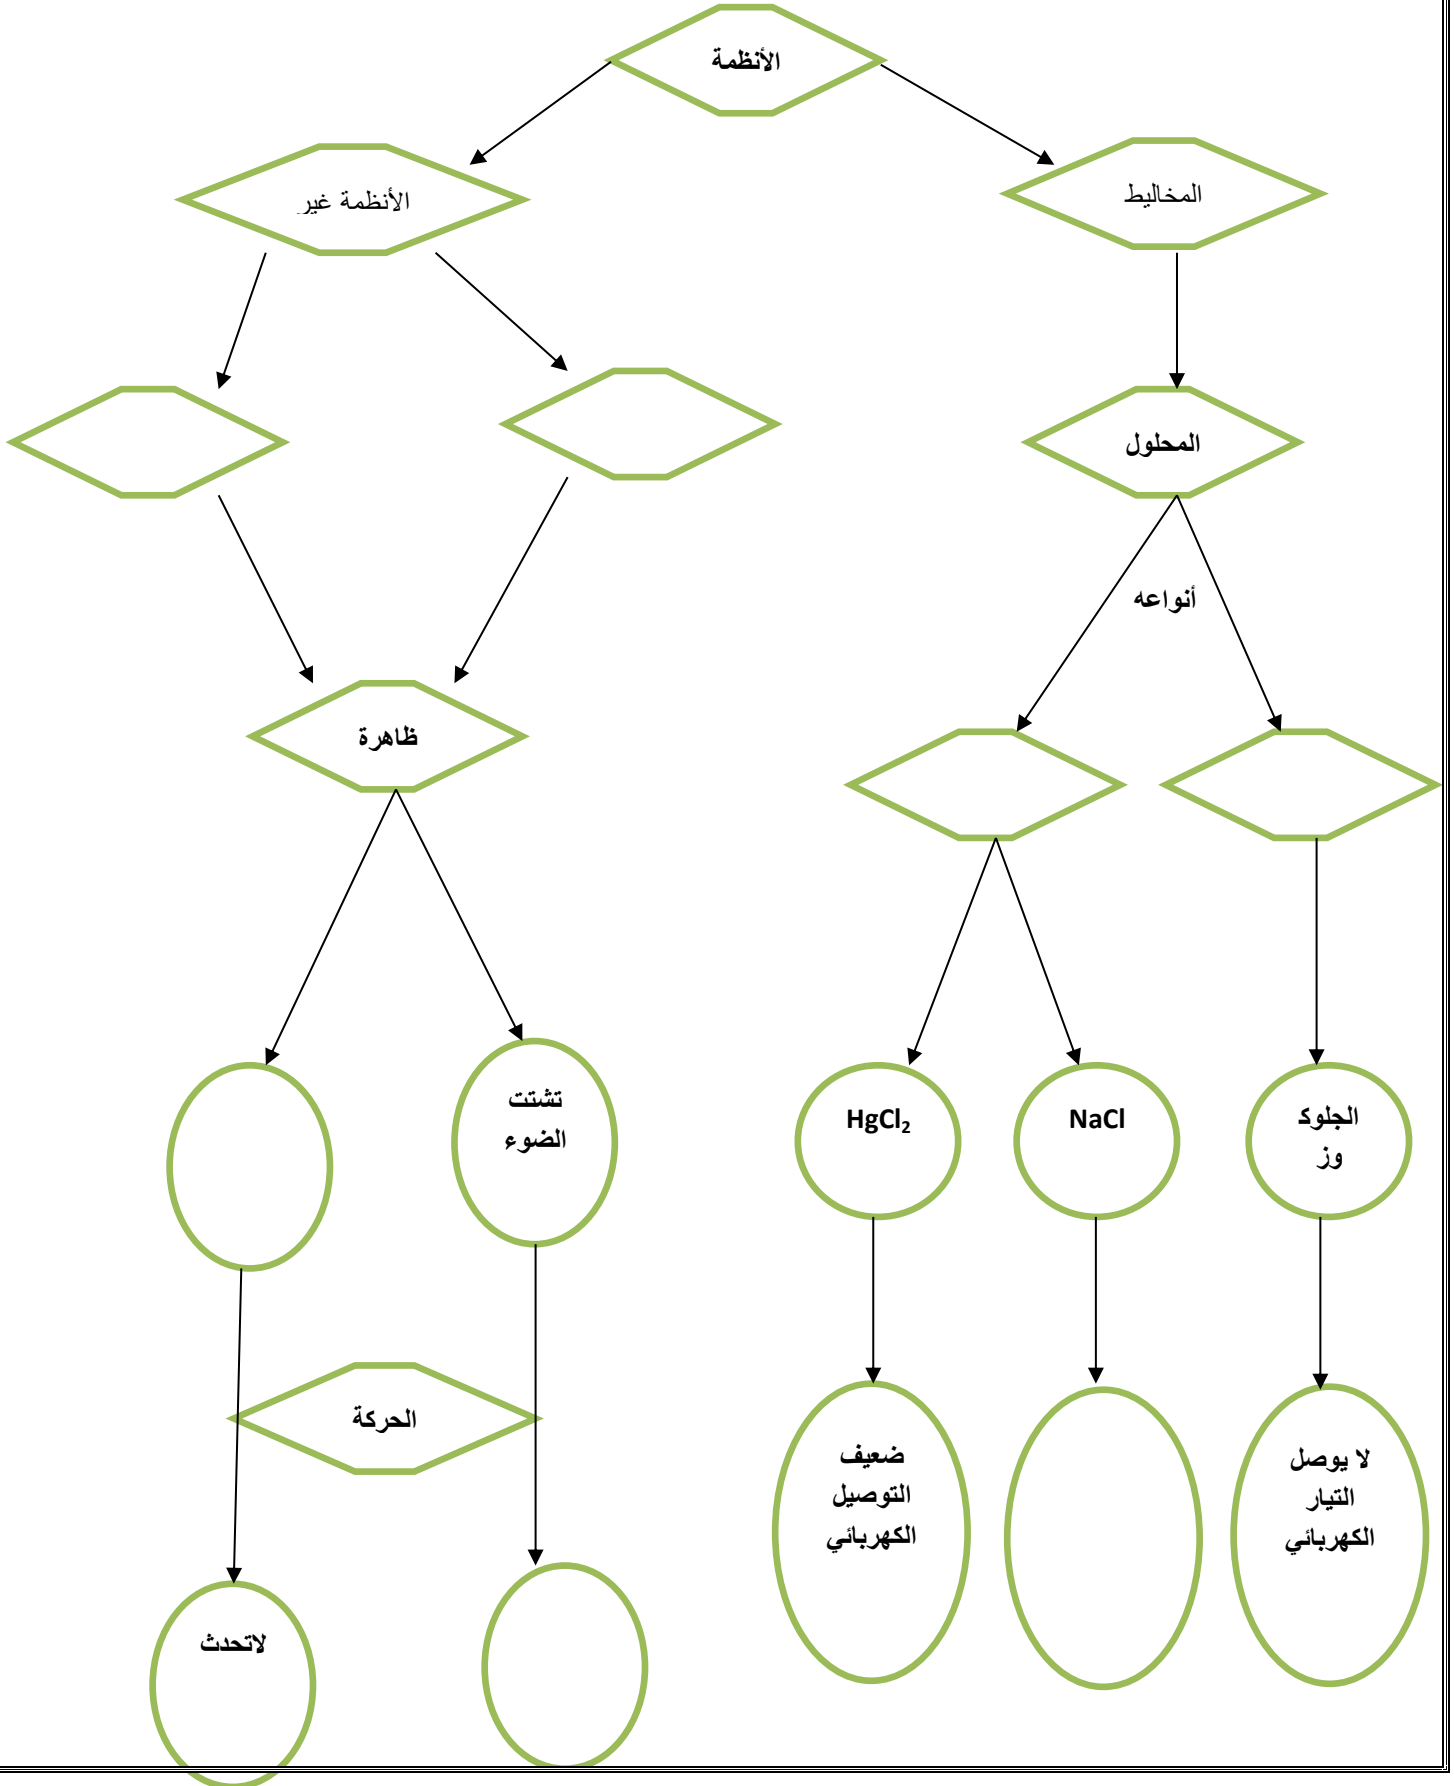 الأنظمة
المخاليط
الأنظمة غير
المحلول
أنواعه
ظاهرة
الجلوك
وز
NaCl
HgCl₂
تشتت
الضوء
الحركة
لا يوصل
التيار
الكهربائي
ضعيف
التوصيل
الكهربائي
لاتحدث